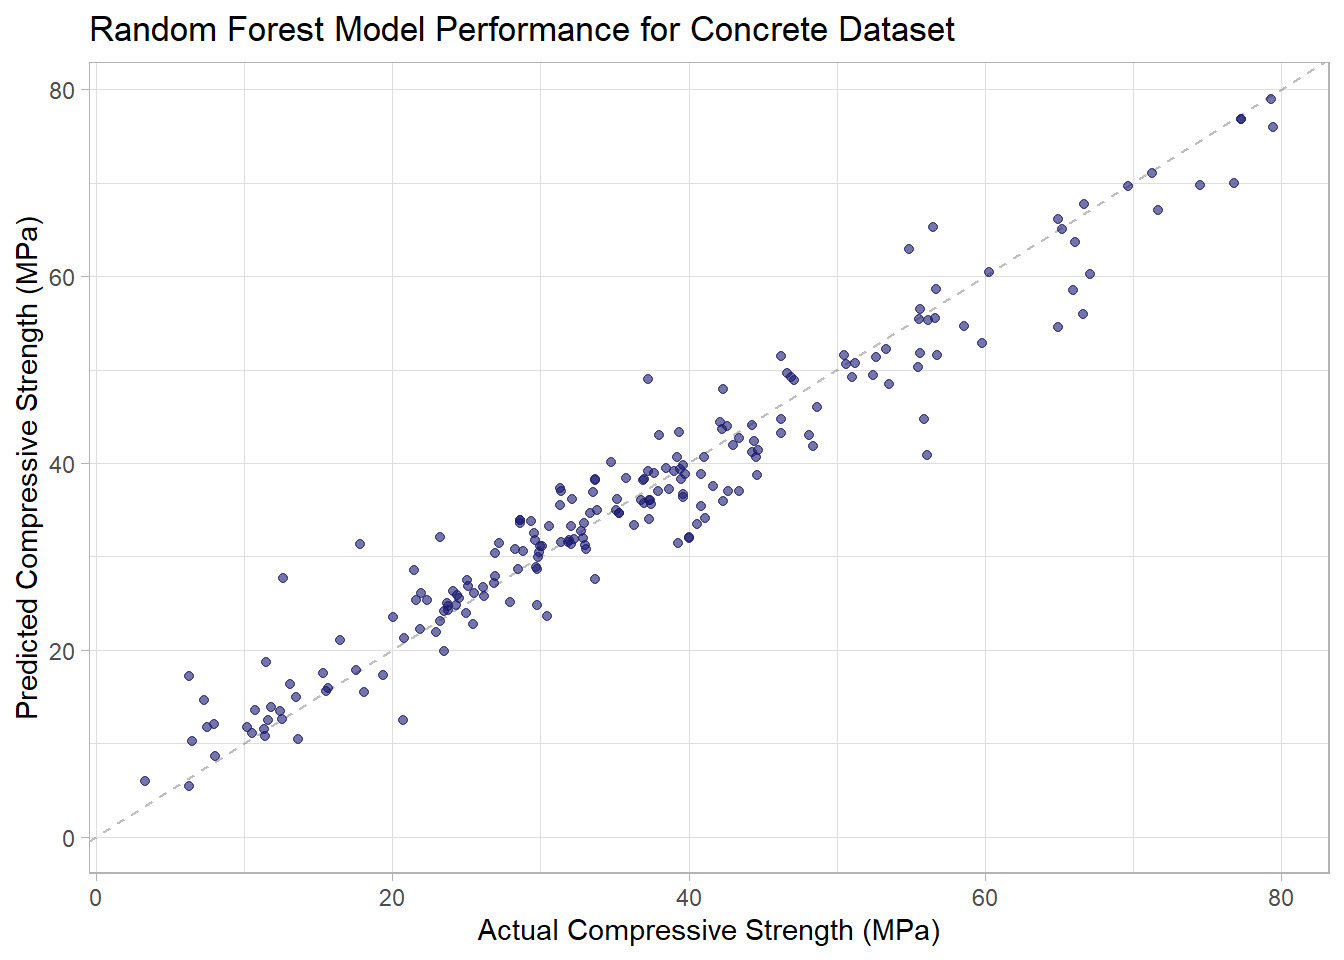 Random Forest Model Performance for Concrete Dataset
80
60
40
20
0
Predicted Compressive Strength (MPa)
0 20 40 60 80
Actual Compressive Strength (MPa)